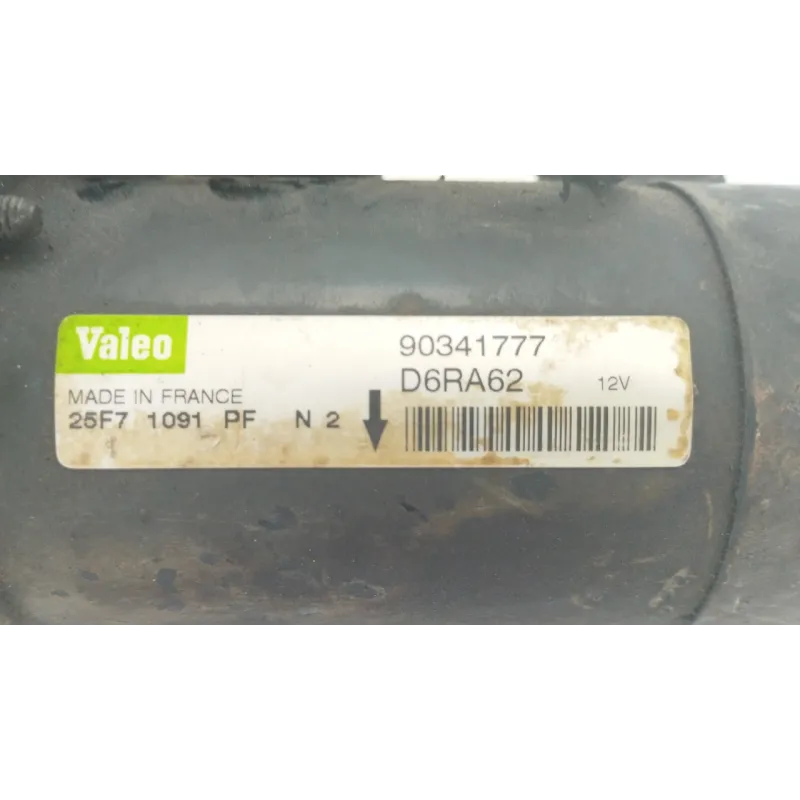 Valeo
MADE IN FRANCE
25F7 1091 PF N 2
90341777
D6RA62 12V